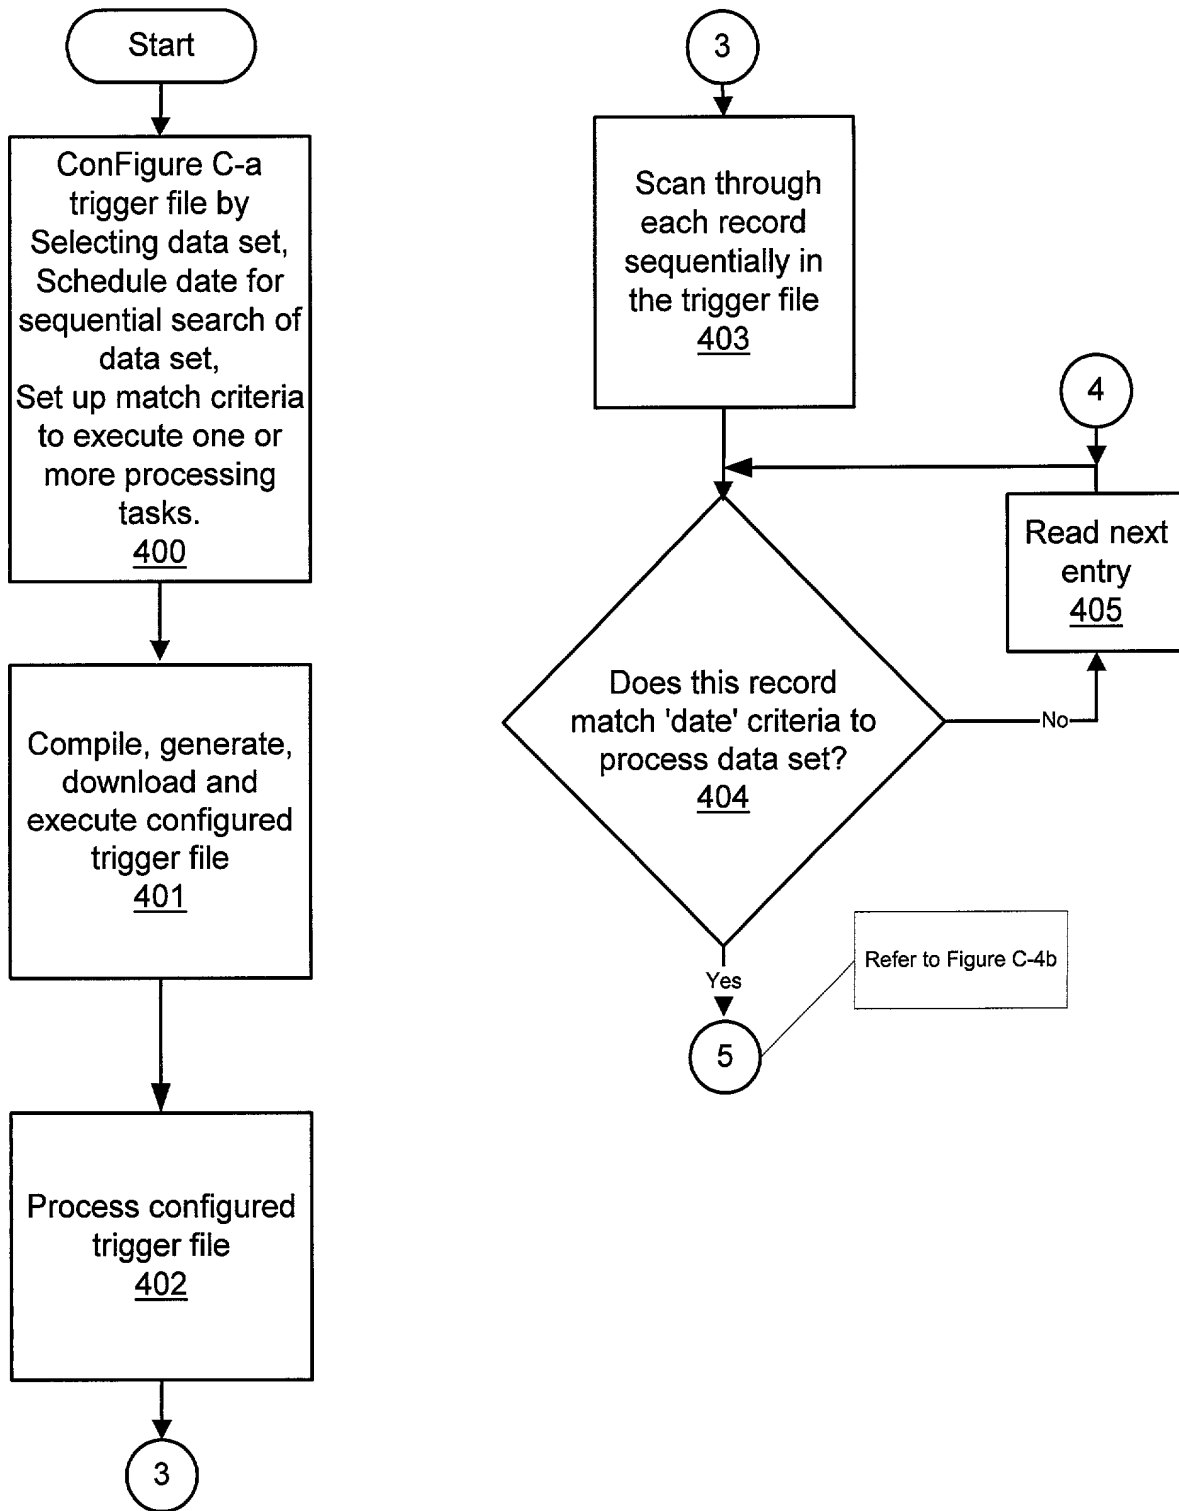 Start
ConFigure C-a
trigger file by
Selecting data set,
Schedule date for
sequential search of
data set,
Set up match criteria
to execute one or
more processing
tasks.
400
Compile, generate,
download and
execute configured
trigger file
401
Process configured
trigger file
402
3
3
Scan through
each record
sequentially in
the trigger file
403
4
Read next
entry
405
Does this record
match 'date' criteria to
process data set?
404
No
Yes
Refer to Figure C-4b
5